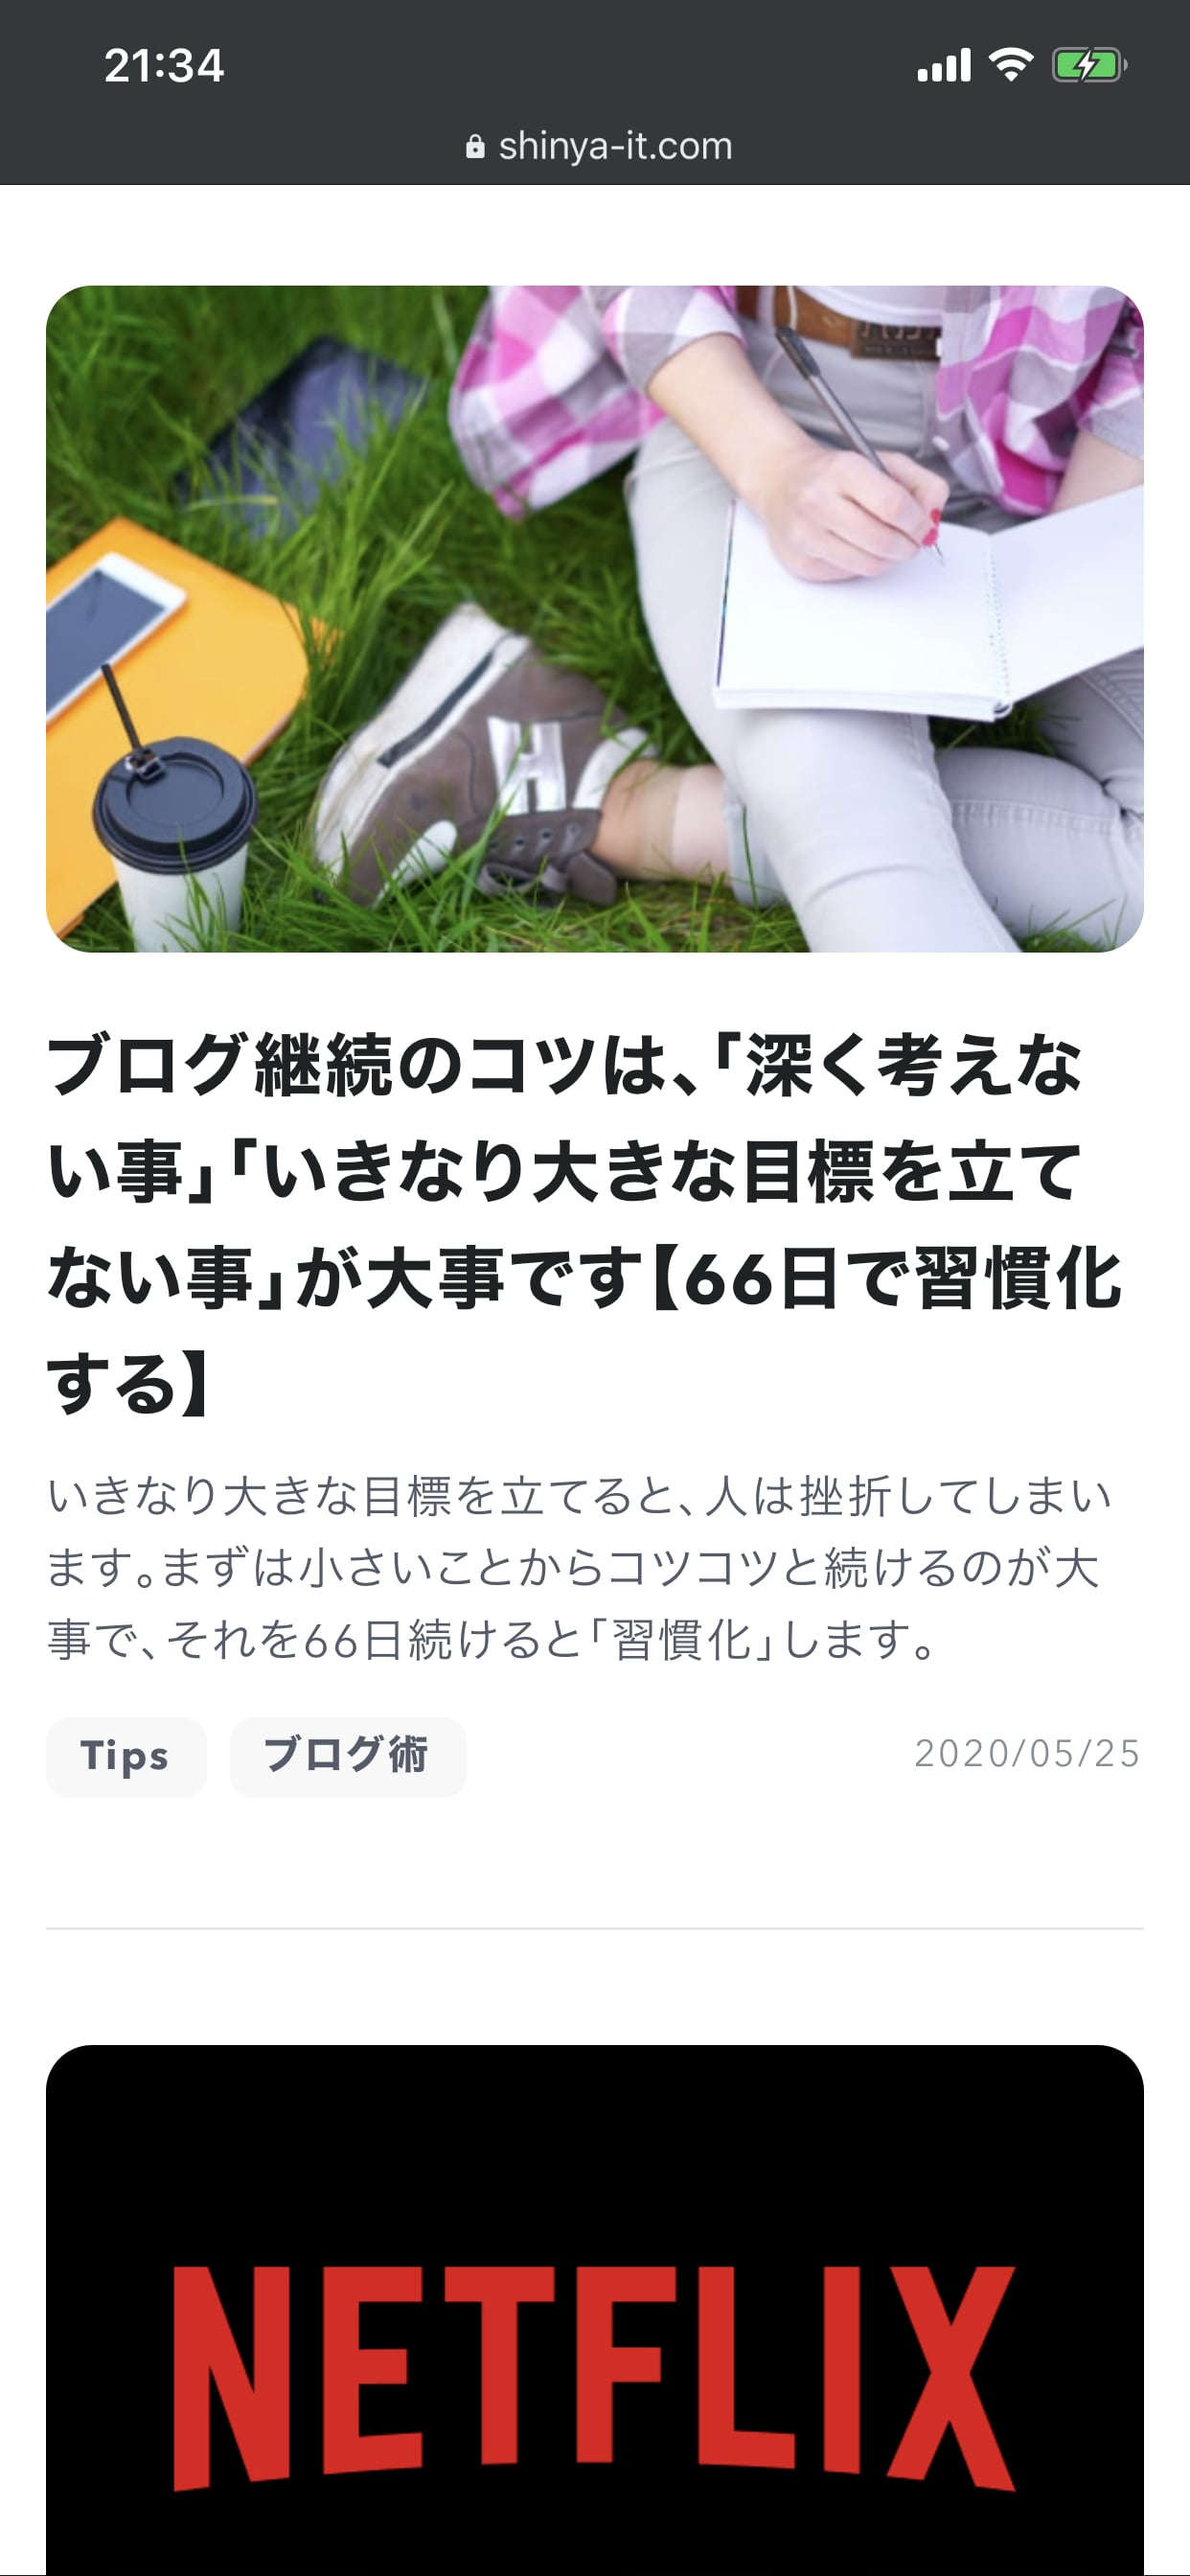 21:34
shinya-it.com
ブログ継続のコツは、「深く考えな
い事」「いきなり大きな目標を立て
ない事」が大事です【66日で習慣化
する】
いきなり大きな目標を立てると、人は挫折してしまい
ます。まずは小さいことからコツコツと続けるのが大
事で、それを66日続けると「習慣化」します。
Tips ブログ術 2020/05/25
NETFLIX